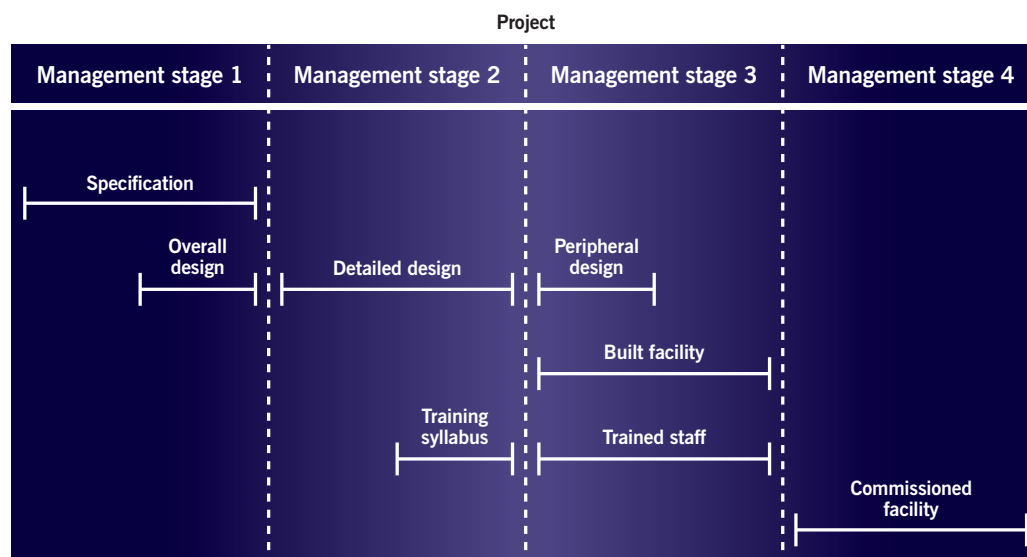 Project
Management stage 1
Management stage 2
Management stage 3
Management stage 4
Specification
Overall
design
Detailed design
Peripheral
design
Built facility
Training
syllabus
Trained staff
Commissioned
facility